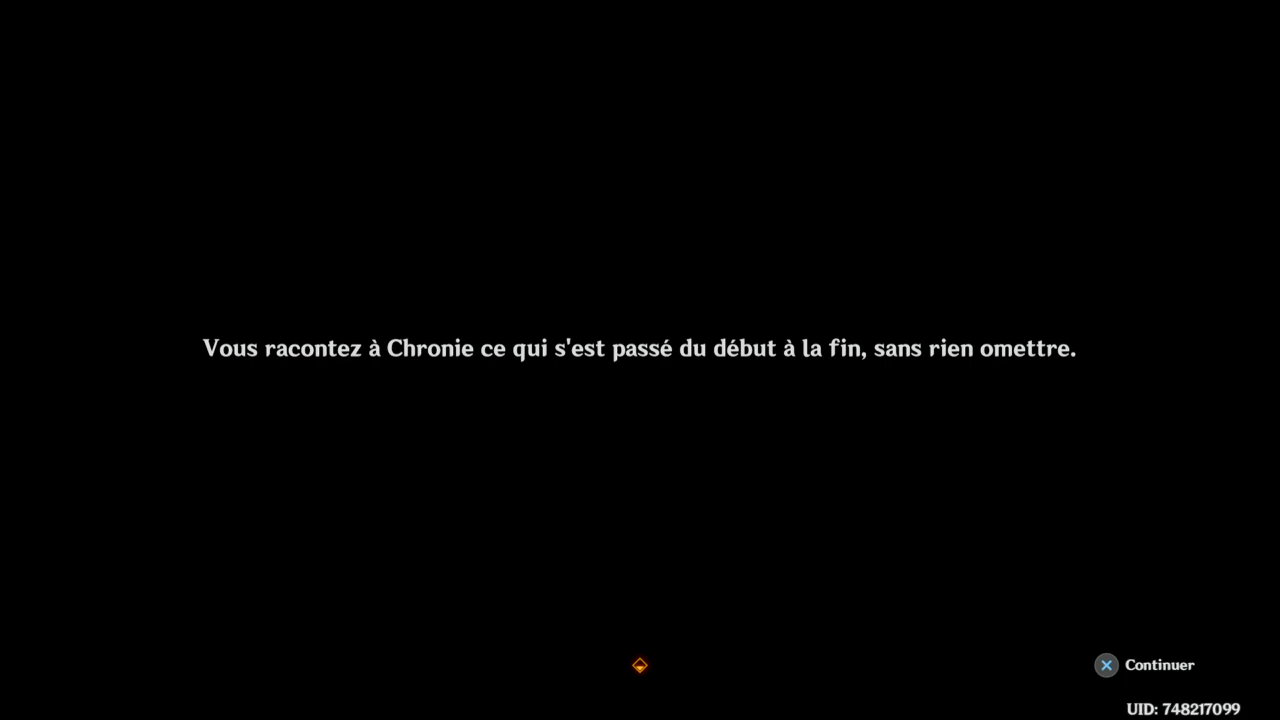 Vous racontez à Chronie ce qui s'est passé du début à la fin, sans rien omettre.
Continuer
UID: 748217099